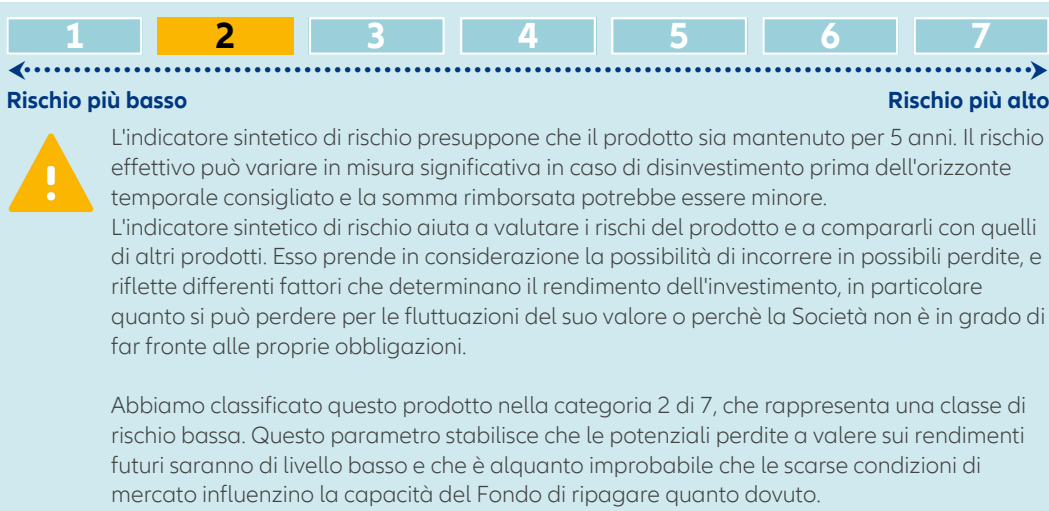 1 2 3 4 5 6 7
Rischio più basso Rischio più alto
L'indicatore sintetico di rischio presuppone che il prodotto sia mantenuto per 5 anni. Il rischio
effettivo può variare in misura significativa in caso di disinvestimento prima dell'orizzonte
temporale consigliato e la somma rimborsata potrebbe essere minore.
L'indicatore sintetico di rischio aiuta a valutare i rischi del prodotto e a compararli con quelli
di altri prodotti. Esso prende in considerazione la possibilità di incorrere in possibili perdite, e
riflette differenti fattori che determinano il rendimento dell'investimento, in particolare
quanto si può perdere per le fluttuazioni del suo valore o perchè la Società non è in grado di
far fronte alle proprie obbligazioni.
Abbiamo classificato questo prodotto nella categoria 2 di 7, che rappresenta una classe di
rischio bassa. Questo parametro stabilisce che le potenziali perdite a valere sui rendimenti
futuri saranno di livello basso e che è alquanto improbabile che le scarse condizioni di
mercato influenzino la capacità del Fondo di ripagare quanto dovuto.